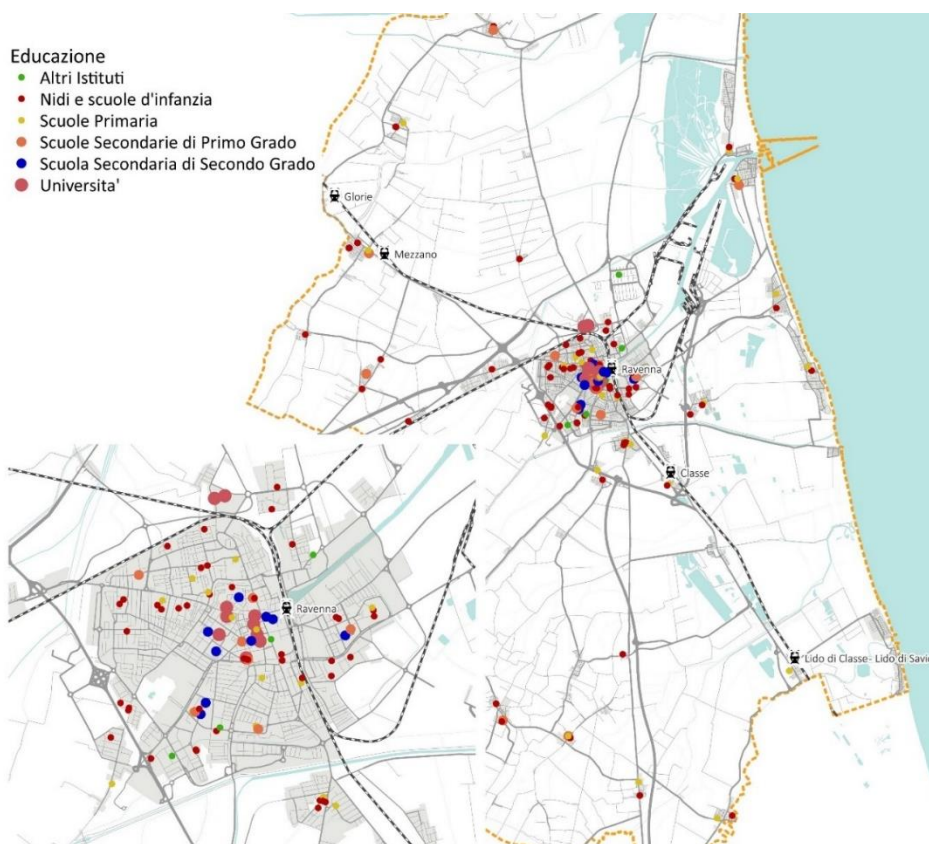 Educazione
Altri Istituti
Nidi e scuole d'infanzia
Scuole Primaria
Scuole Secondarie di Primo Grado
Scuola Secondaria di Secondo Grado
Universita'
Glorie
Mezzano
Ravenna
Classe
Ravenna
Lido di Classe - Lido di Savio